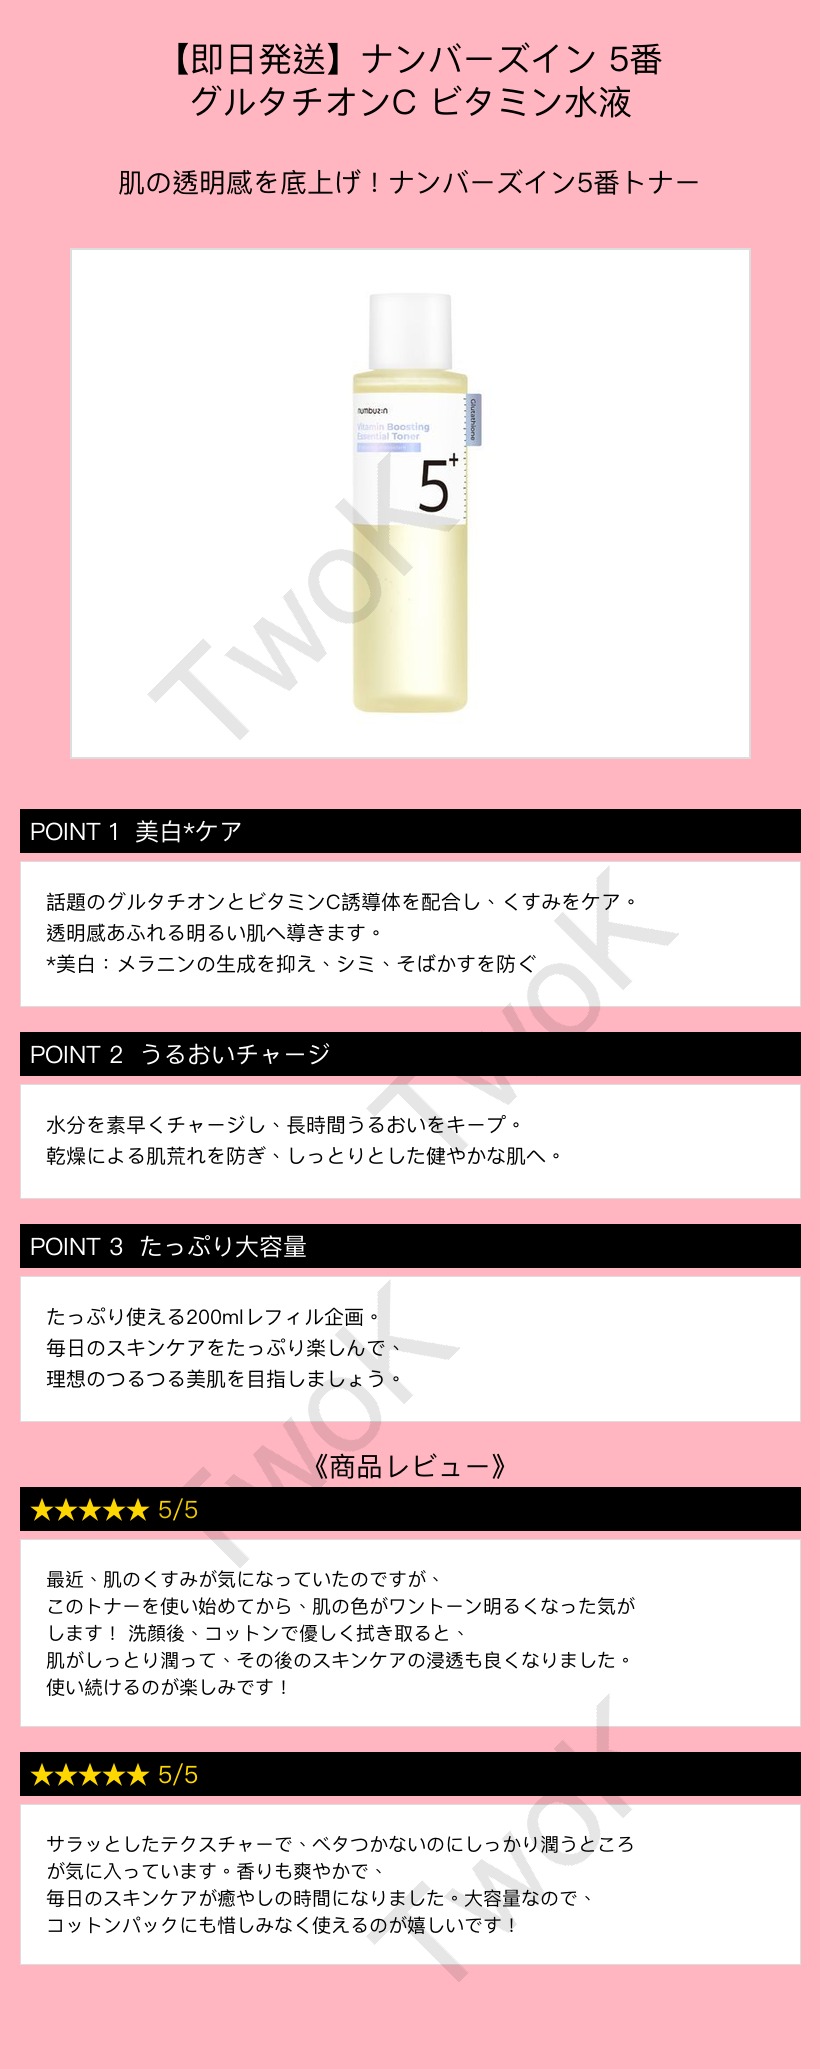 【即日発送】ナンバーズイン 5番
グルタチオンC ビタミン水液
肌の透明感を底上げ！ナンバーズイン5番トナー
numbuz:n
Vitamin Boosting
Essential Toner
5+
Glutathione
TwoK
POINT 1 美白*ケア
話題のグルタチオンとビタミンC誘導体を配合し、くすみをケア。
透明感あふれる明るい肌へ導きます。
*美白：メラニンの生成を抑え、シミ、そばかすを防ぐ
TwoK
POINT 2 うるおいチャージ
水分を素早くチャージし、長時間うるおいをキープ。
乾燥による肌荒れを防ぎ、しっとりとした健やかな肌へ。
POINT 3 たっぷり大容量
たっぷり使える200mlレフィル企画。
毎日のスキンケアをたっぷり楽しんで、
理想のつるつる美肌を目指しましょう。
TwoK
《商品レビュー》
★★★★★ 5/5
最近、肌のくすみが気になっていたのですが、
このトナーを使い始めてから、肌の色がワントーン明るくなった気が
します！ 洗顔後、コットンで優しく拭き取ると、
肌がしっとり潤って、その後のスキンケアの浸透も良くなりました。
使い続けるのが楽しみです！
★★★★★ 5/5
サラッとしたテクスチャーで、ベタつかないのにしっかり潤うところ
が気に入っています。香りも爽やかで、
毎日のスキンケアが癒やしの時間になりました。大容量なので、
コットンパックにも惜しみなく使えるのが嬉しいです！
TwoK